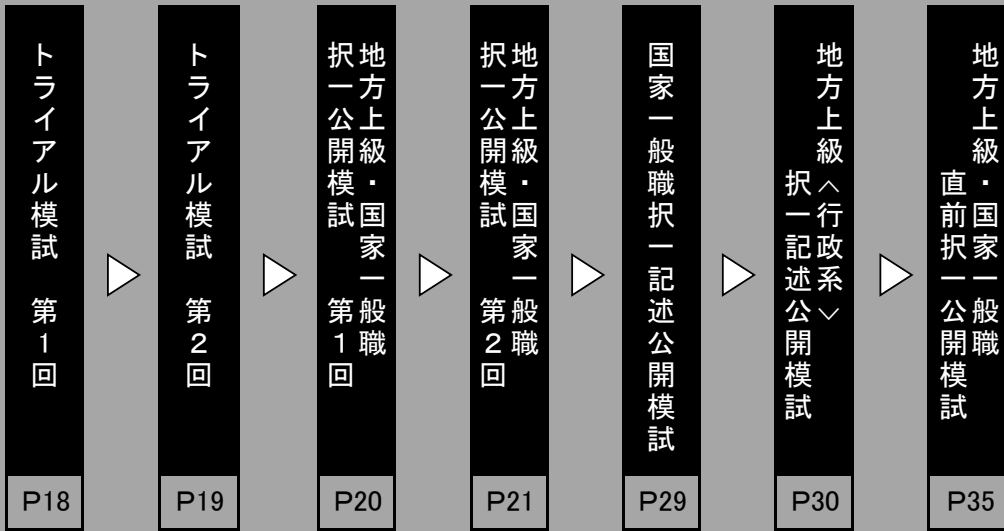 トライアル模試　第1回
P18
トライアル模試　第2回
P19
地方上級・国家一般職
択一公開模試　第1回
P20
地方上級・国家一般職
択一公開模試　第2回
P21
国家一般職択一記述公開模試
P29
地方上級<行政系>
択一記述公開模試
P30
地方上級・国家一般職
直前択一公開模試
P35